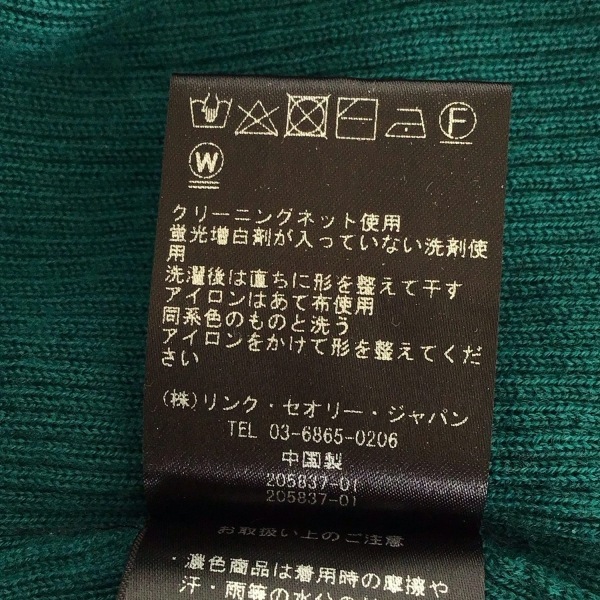 F
W
クリーニングネット使用
蛍光増白剤が入っていない洗剤使
用
洗濯後は直ちに形を整えて干す
アイロンはあて布使用
同系色のものと洗う
アイロンをかけて形を整えてくだ
さい
(株)リンク・セオリー・ジャパン
TEL 03-6865-0206
中国製
205837-01
205837-01
お取扱い上のご注意
・濃色商品は着用時の摩擦や
汗・雨等の水分の